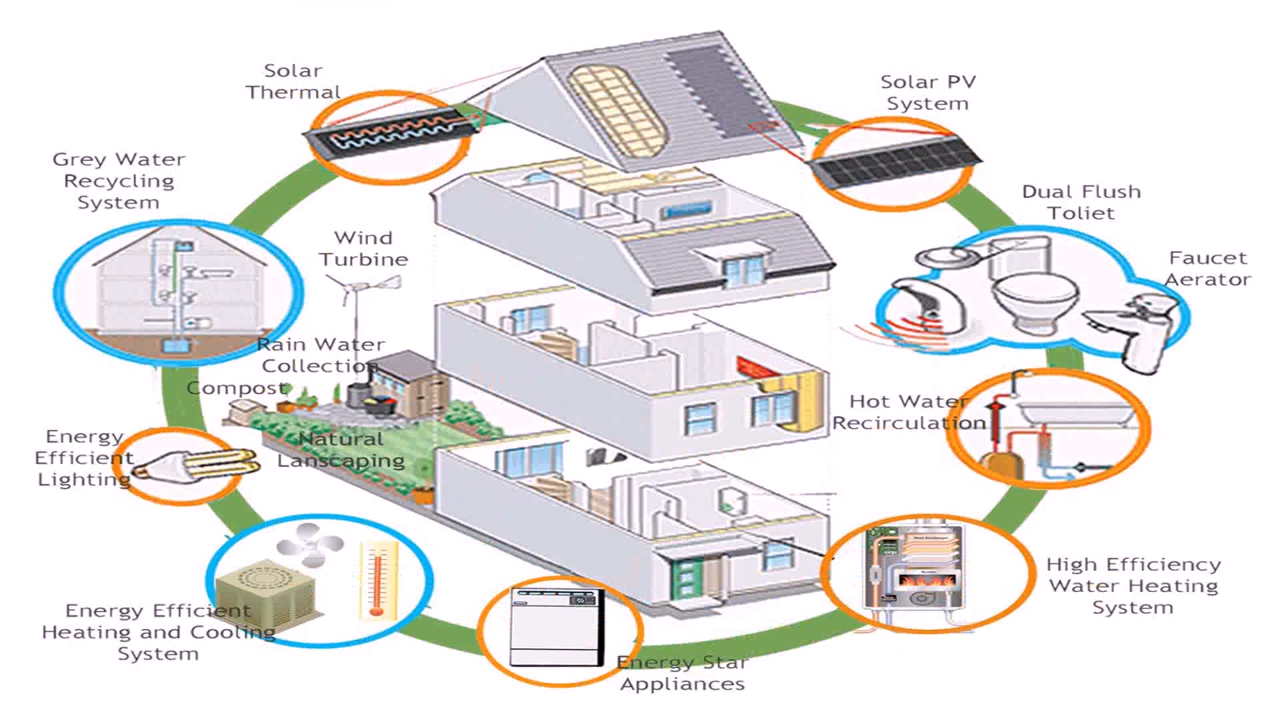 Solar
Thermal
Solar PV
System
Grey Water
Recycling
System
Dual Flush
Toliet
Wind
Turbine
Faucet
Aerator
Rain Water
Collection
Compost
Hot Water
Recirculation
Energy
Efficient
Lighting
Natural
Lanscaping
High Efficiency
Water Heating
System
Energy Efficient
Heating and Cooling
System
Energy Star
Appliances